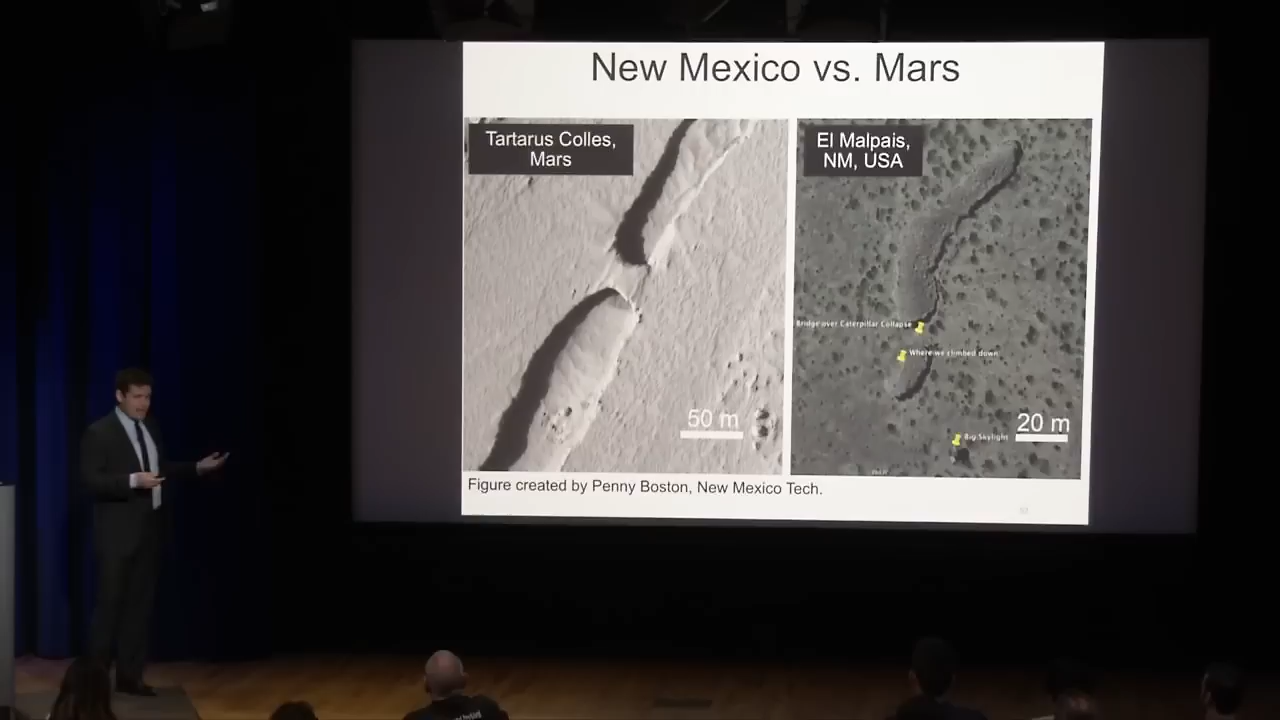 New Mexico vs. Mars
Tartarus Colles,
Mars
El Malpais,
NM, USA
Bridge over Caterpillar Collapse
Where we climbed down
50 m
20 m
Big Skylight
Figure created by Penny Boston, New Mexico Tech.